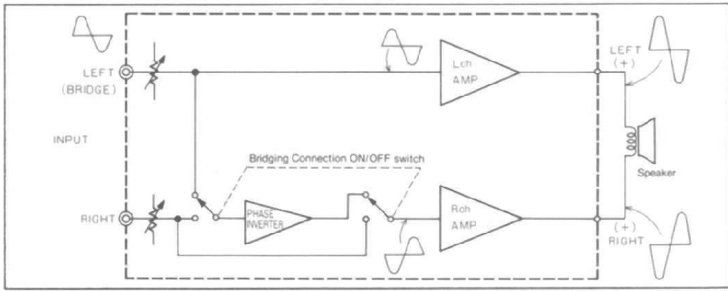 LEFT
(BRIDGE)
INPUT
RIGHT
Bridging Connection ON/OFF switch
PHASE
INVERTER
Lch
AMP
Rch
AMP
LEFT
(+)
Speaker
(+)
RIGHT